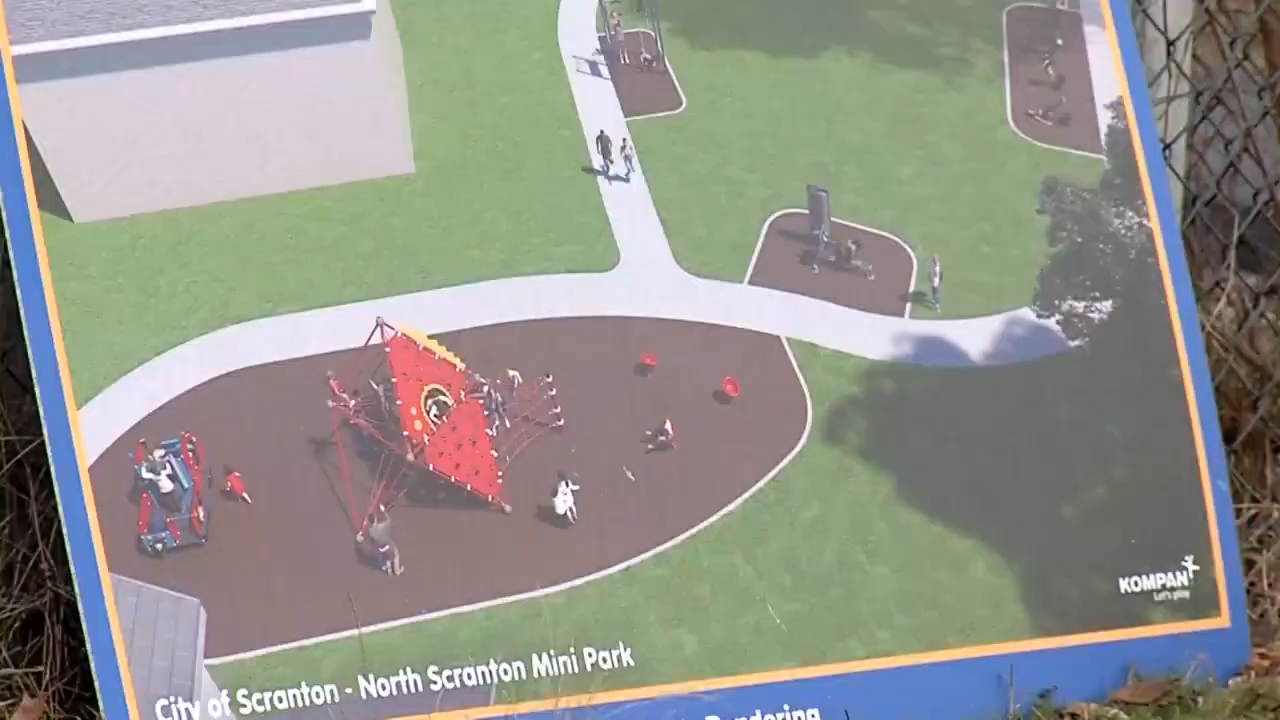 KOMPAN
Let's play
City of Scranton - North Scranton Mini Park
Rendering